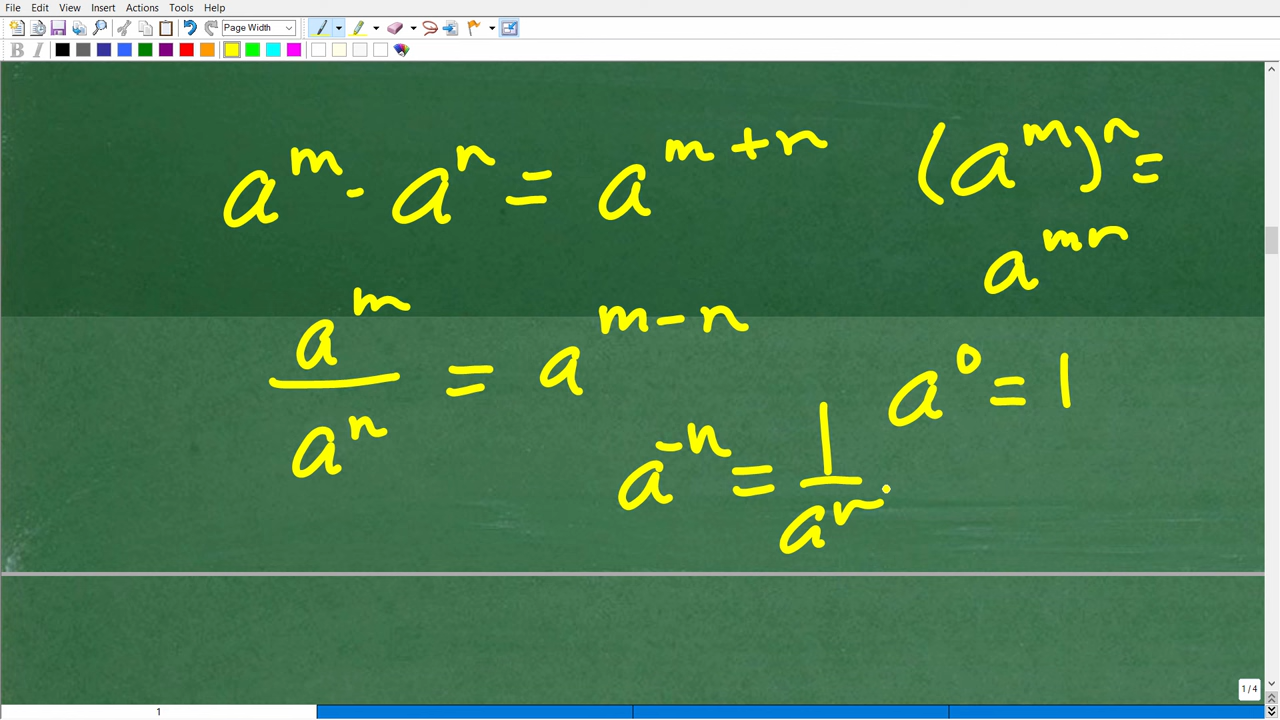 File Edit View Insert Actions Tools Help
Page Width
B I
a^m · a^n = a^{m+n}
(a^m)^n =
a^{mn}
a^m / a^n = a^{m-n}
a^0 = 1
a^{-n} = 1 / a^n
1 / 4
1